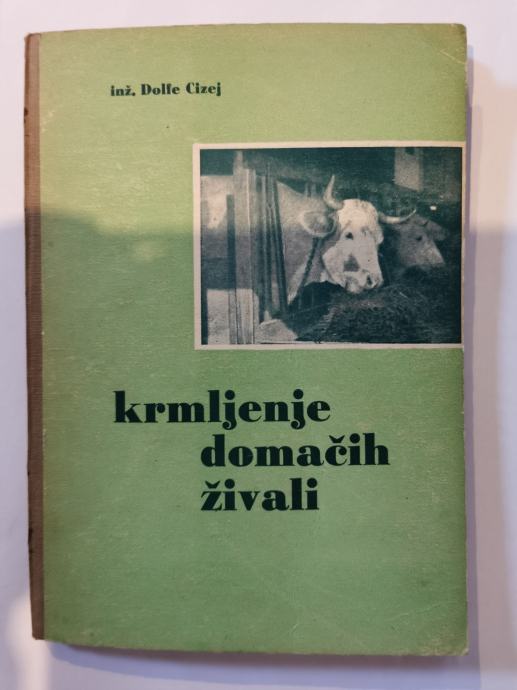 inž. Dolfe Cizej
krmljenje
domačih
živali